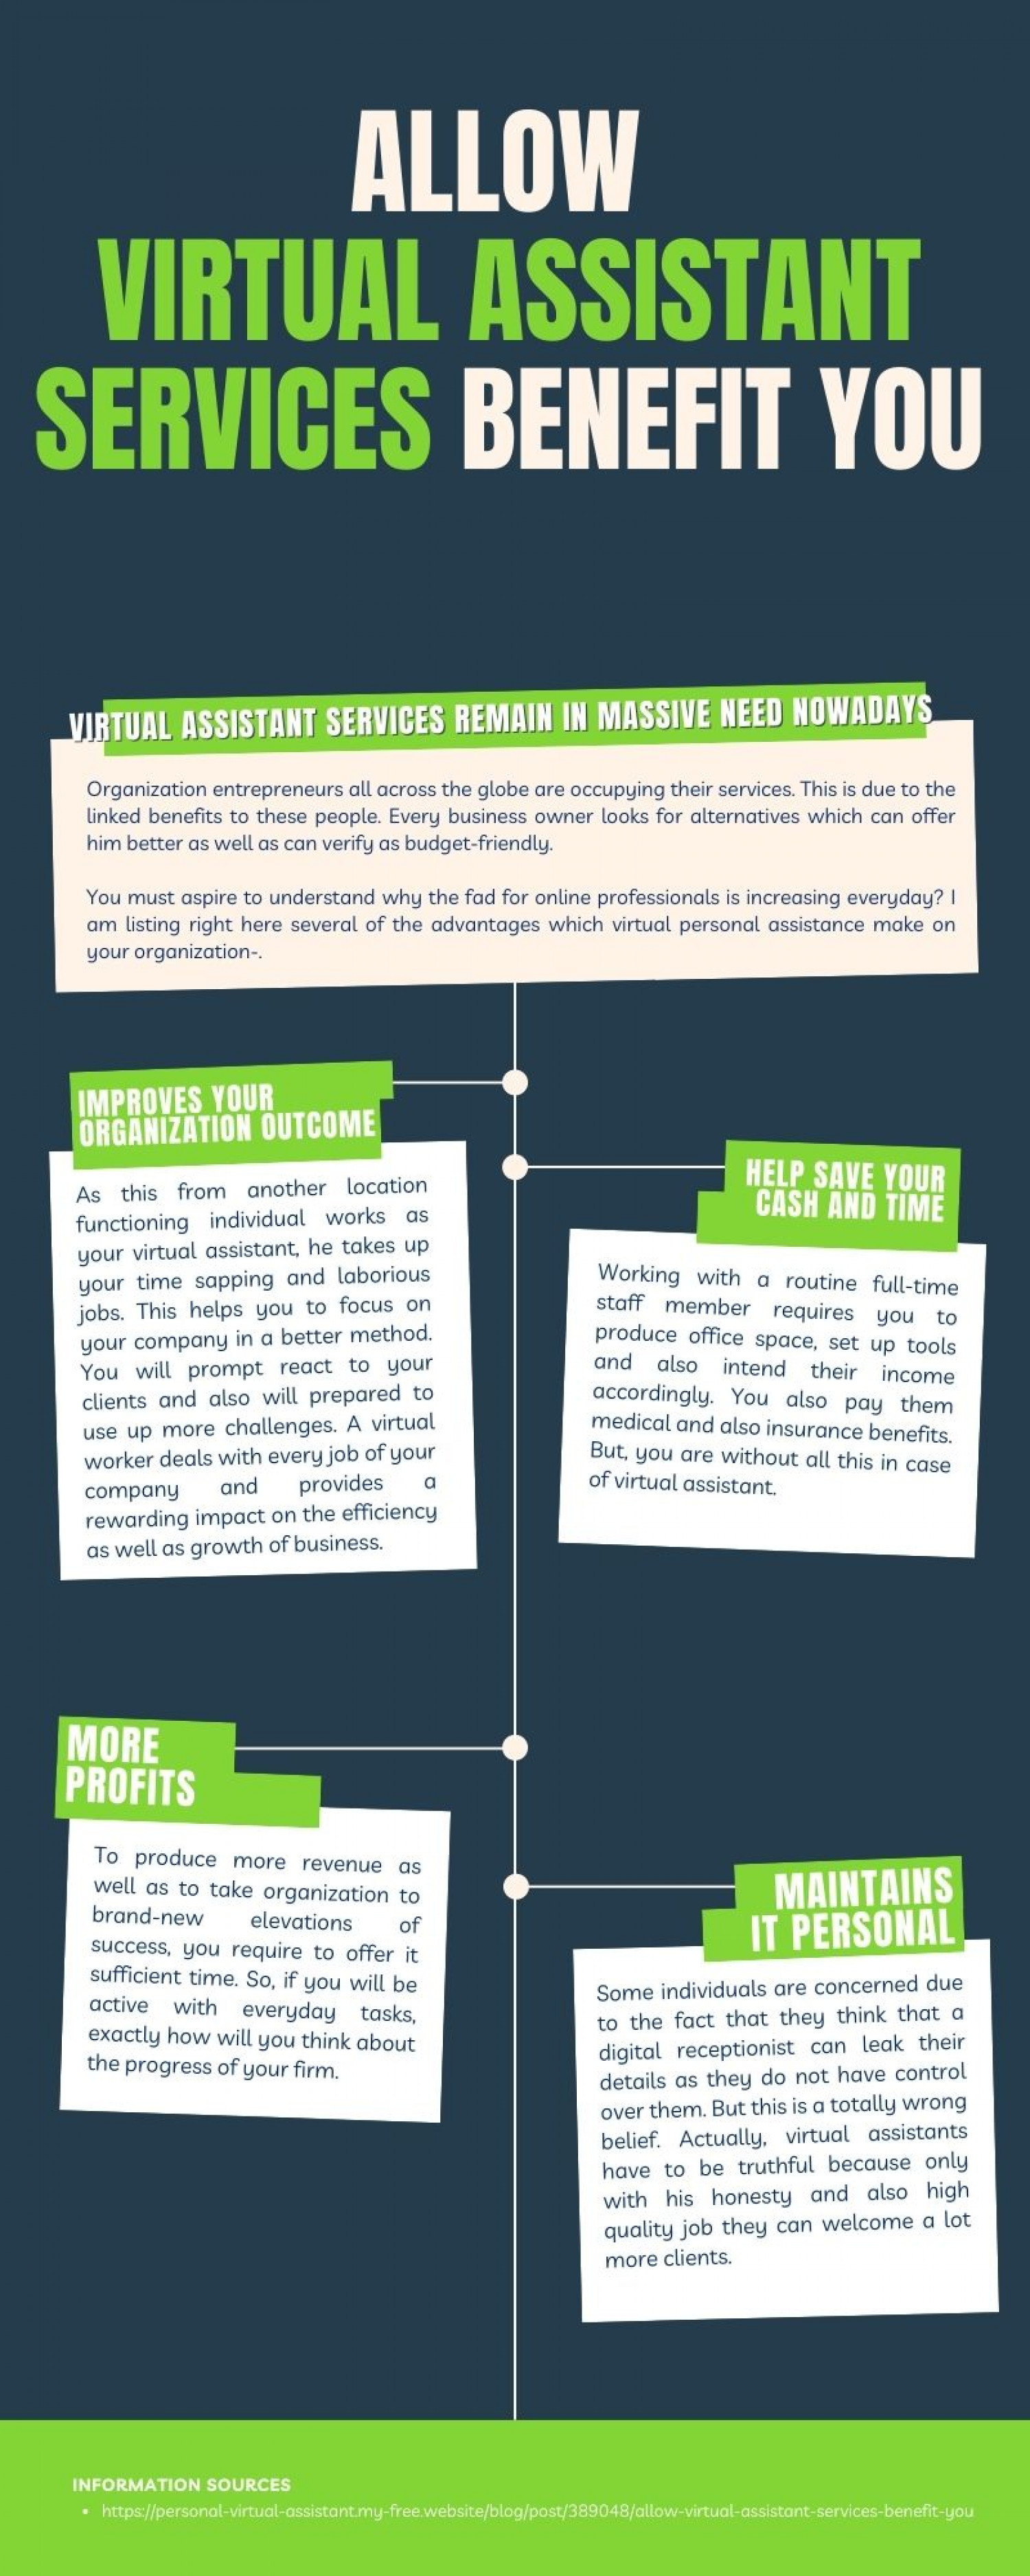 ALLOW
VIRTUAL ASSISTANT
SERVICES BENEFIT YOU
VIRTUAL ASSISTANT SERVICES REMAIN IN MASSIVE NEED NOWADAYS
Organization entrepreneurs all across the globe are occupying their services. This is due to the
linked benefits to these people. Every business owner looks for alternatives which can offer
him better as well as can verify as budget-friendly.
You must aspire to understand why the fad for online professionals is increasing everyday? I
am listing right here several of the advantages which virtual personal assistance make on
your organization-.
IMPROVES YOUR
ORGANIZATION OUTCOME
As this from another location
functioning individual works as
your virtual assistant, he takes up
your time sapping and laborious
jobs. This helps you to focus on
your company in a better method.
You will prompt react to your
clients and also will prepared to
use up more challenges. A virtual
worker deals with every job of your
company and provides a
rewarding impact on the efficiency
as well as growth of business.
HELP SAVE YOUR
CASH AND TIME
Working with a routine full-time
staff member requires you to
produce office space, set up tools
and also intend their income
accordingly. You also pay them
medical and also insurance benefits.
But, you are without all this in case
of virtual assistant.
MORE
PROFITS
To produce more revenue as
well as to take organization to
brand-new elevations of
success, you require to offer it
sufficient time. So, if you will be
active with everyday tasks,
exactly how will you think about
the progress of your firm.
MAINTAINS
IT PERSONAL
Some individuals are concerned due
to the fact that they think that a
digital receptionist can leak their
details as they do not have control
over them. But this is a totally wrong
belief. Actually, virtual assistants
have to be truthful because only
with his honesty and also high
quality job they can welcome a lot
more clients.
INFORMATION SOURCES
• https://personal-virtual-assistant.my-free.website/blog/post/389048/allow-virtual-assistant-services-benefit-you